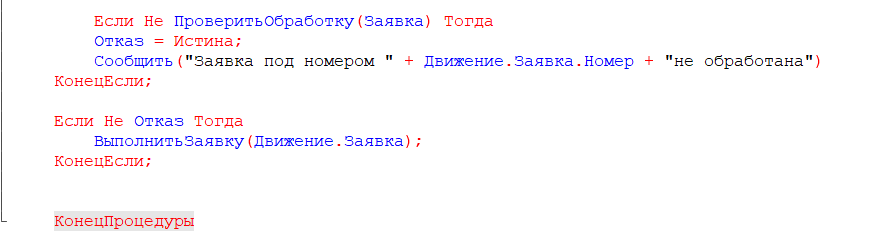 Если Не ПроверитьОбработку(Заявка) Тогда
Отказ = Истина;
Сообщить("Заявка под номером " + Движение.Заявка.Номер + "не обработана")
КонецЕсли;
Если Не Отказ Тогда
ВыполнитьЗаявку(Движение.Заявка);
КонецЕсли;
КонецПроцедуры